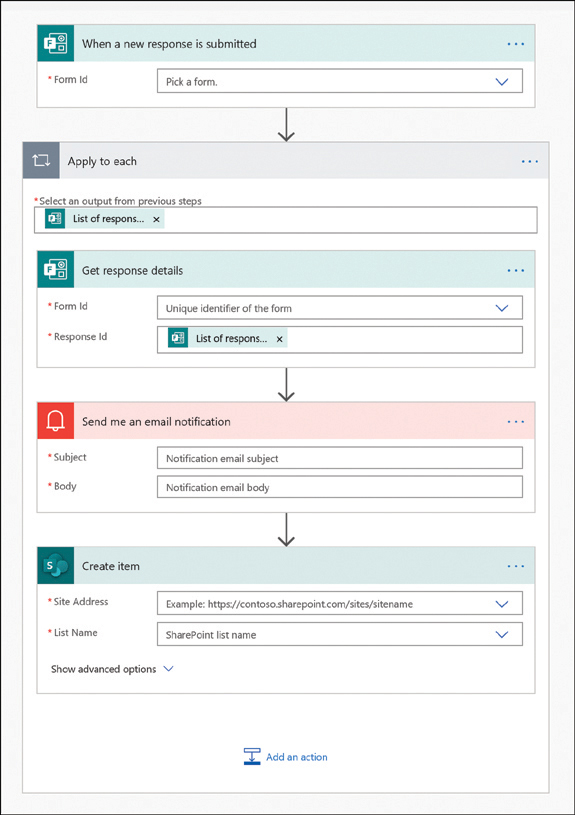 When a new response is submitted
* Form Id
Pick a form.
Apply to each
*Select an output from previous steps
List of respons... ×
Get response details
* Form Id
Unique identifier of the form
* Response Id
List of respons... ×
Send me an email notification
* Subject
Notification email subject
* Body
Notification email body
S
Create item
* Site Address
Example: https://contoso.sharepoint.com/sites/sitename
* List Name
SharePoint list name
Show advanced options
Add an action